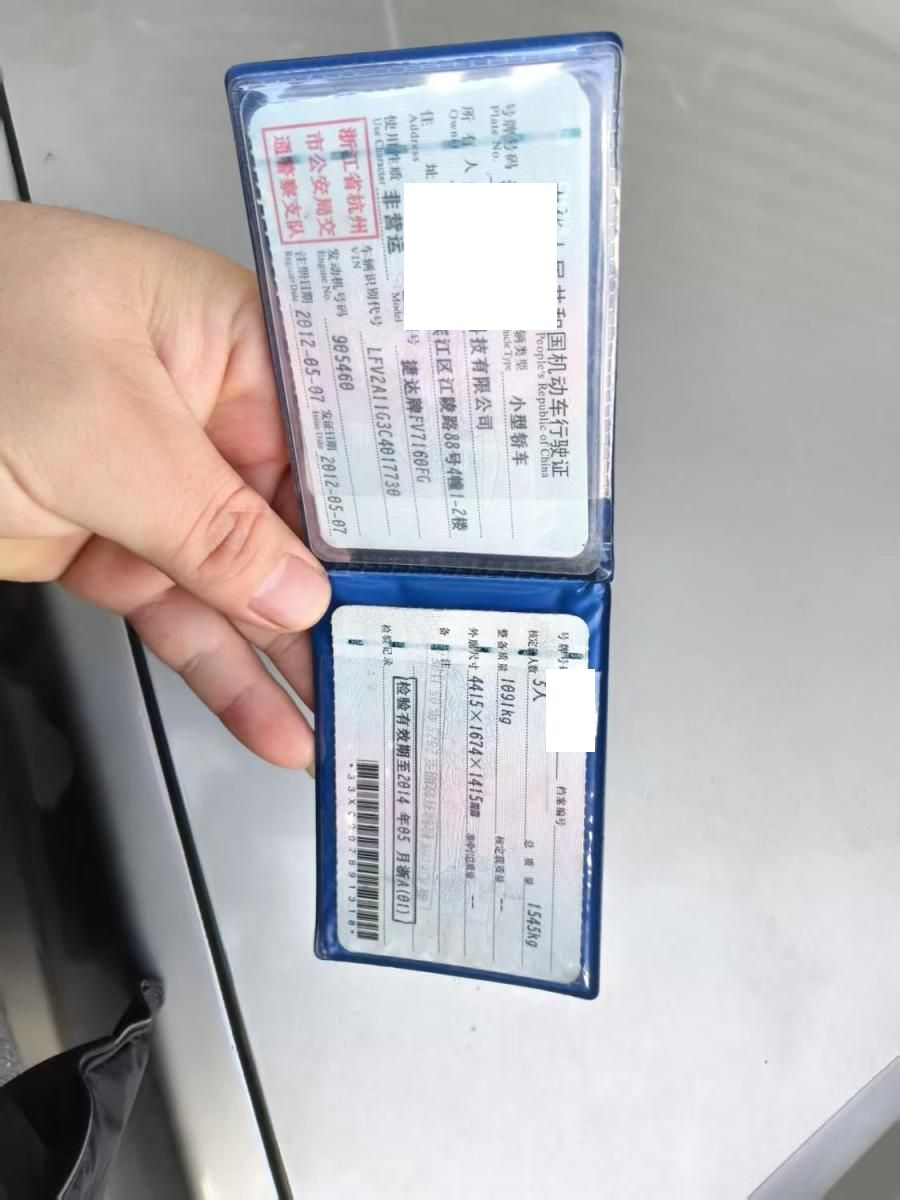 国机动车行驶证
People's Republic of China
号牌号码
Plate No.
辆类型 小型轿车
icle Type
所有人
Owner
科技有限公司
住 址
Address
江区江陵路88号4幢1-2楼
使用性质 非营运
Use Character
号 捷达牌FV7160FG
Model
浙江省杭州
市公安局交
通警察支队
车辆识别代号 LFV2A11G3C4017730
VIN
发动机号码 905460
Engine No.
注册日期 2012-05-07 发证日期 2012-05-07
Register Date Issue Date
号牌号 档案编号
核定载人数 5人 总质量 1545kg
整备质量 1091kg 核定载质量 --
外廓尺寸 4415×1674×1415mm 准牵引总质量 --
备 注
检验记录
检验有效期至2014年05月浙A(01)